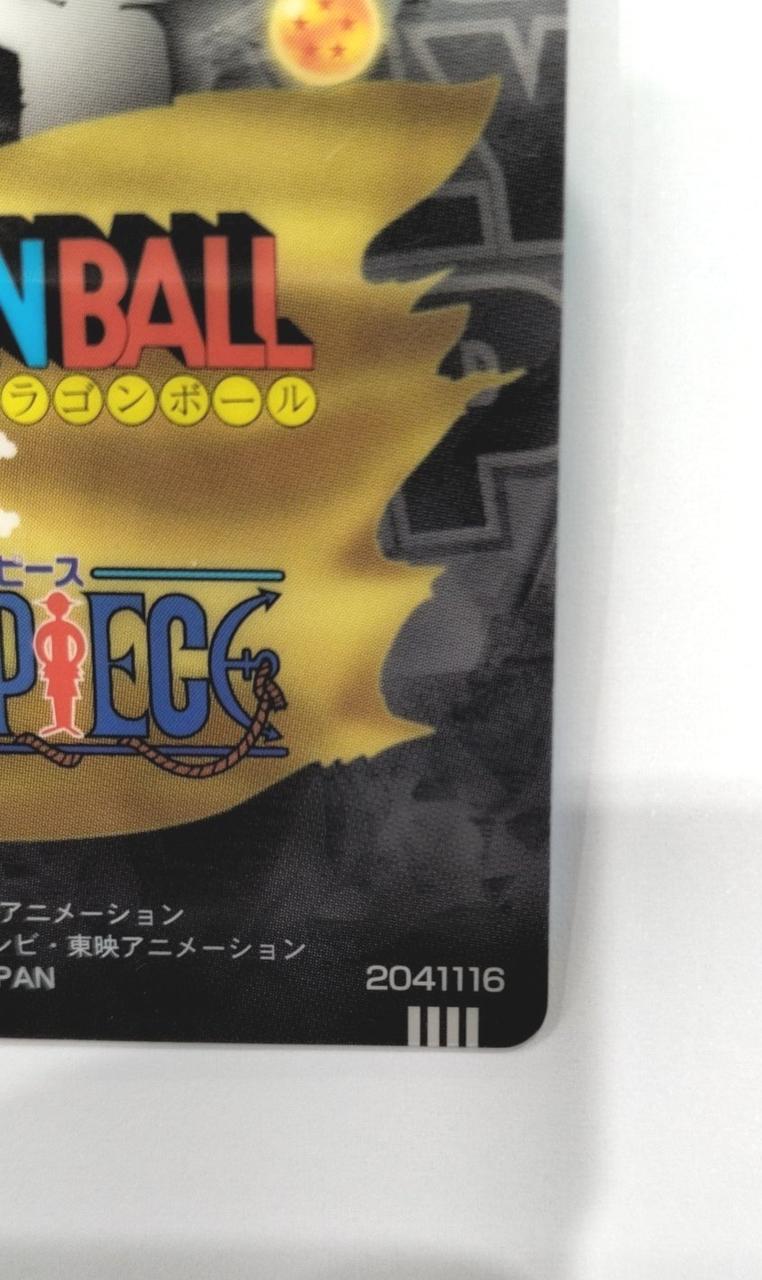 NBALL
ラゴンボール
ピース
PIECE
アニメーション
レビ・東映アニメーション
PAN
2041116